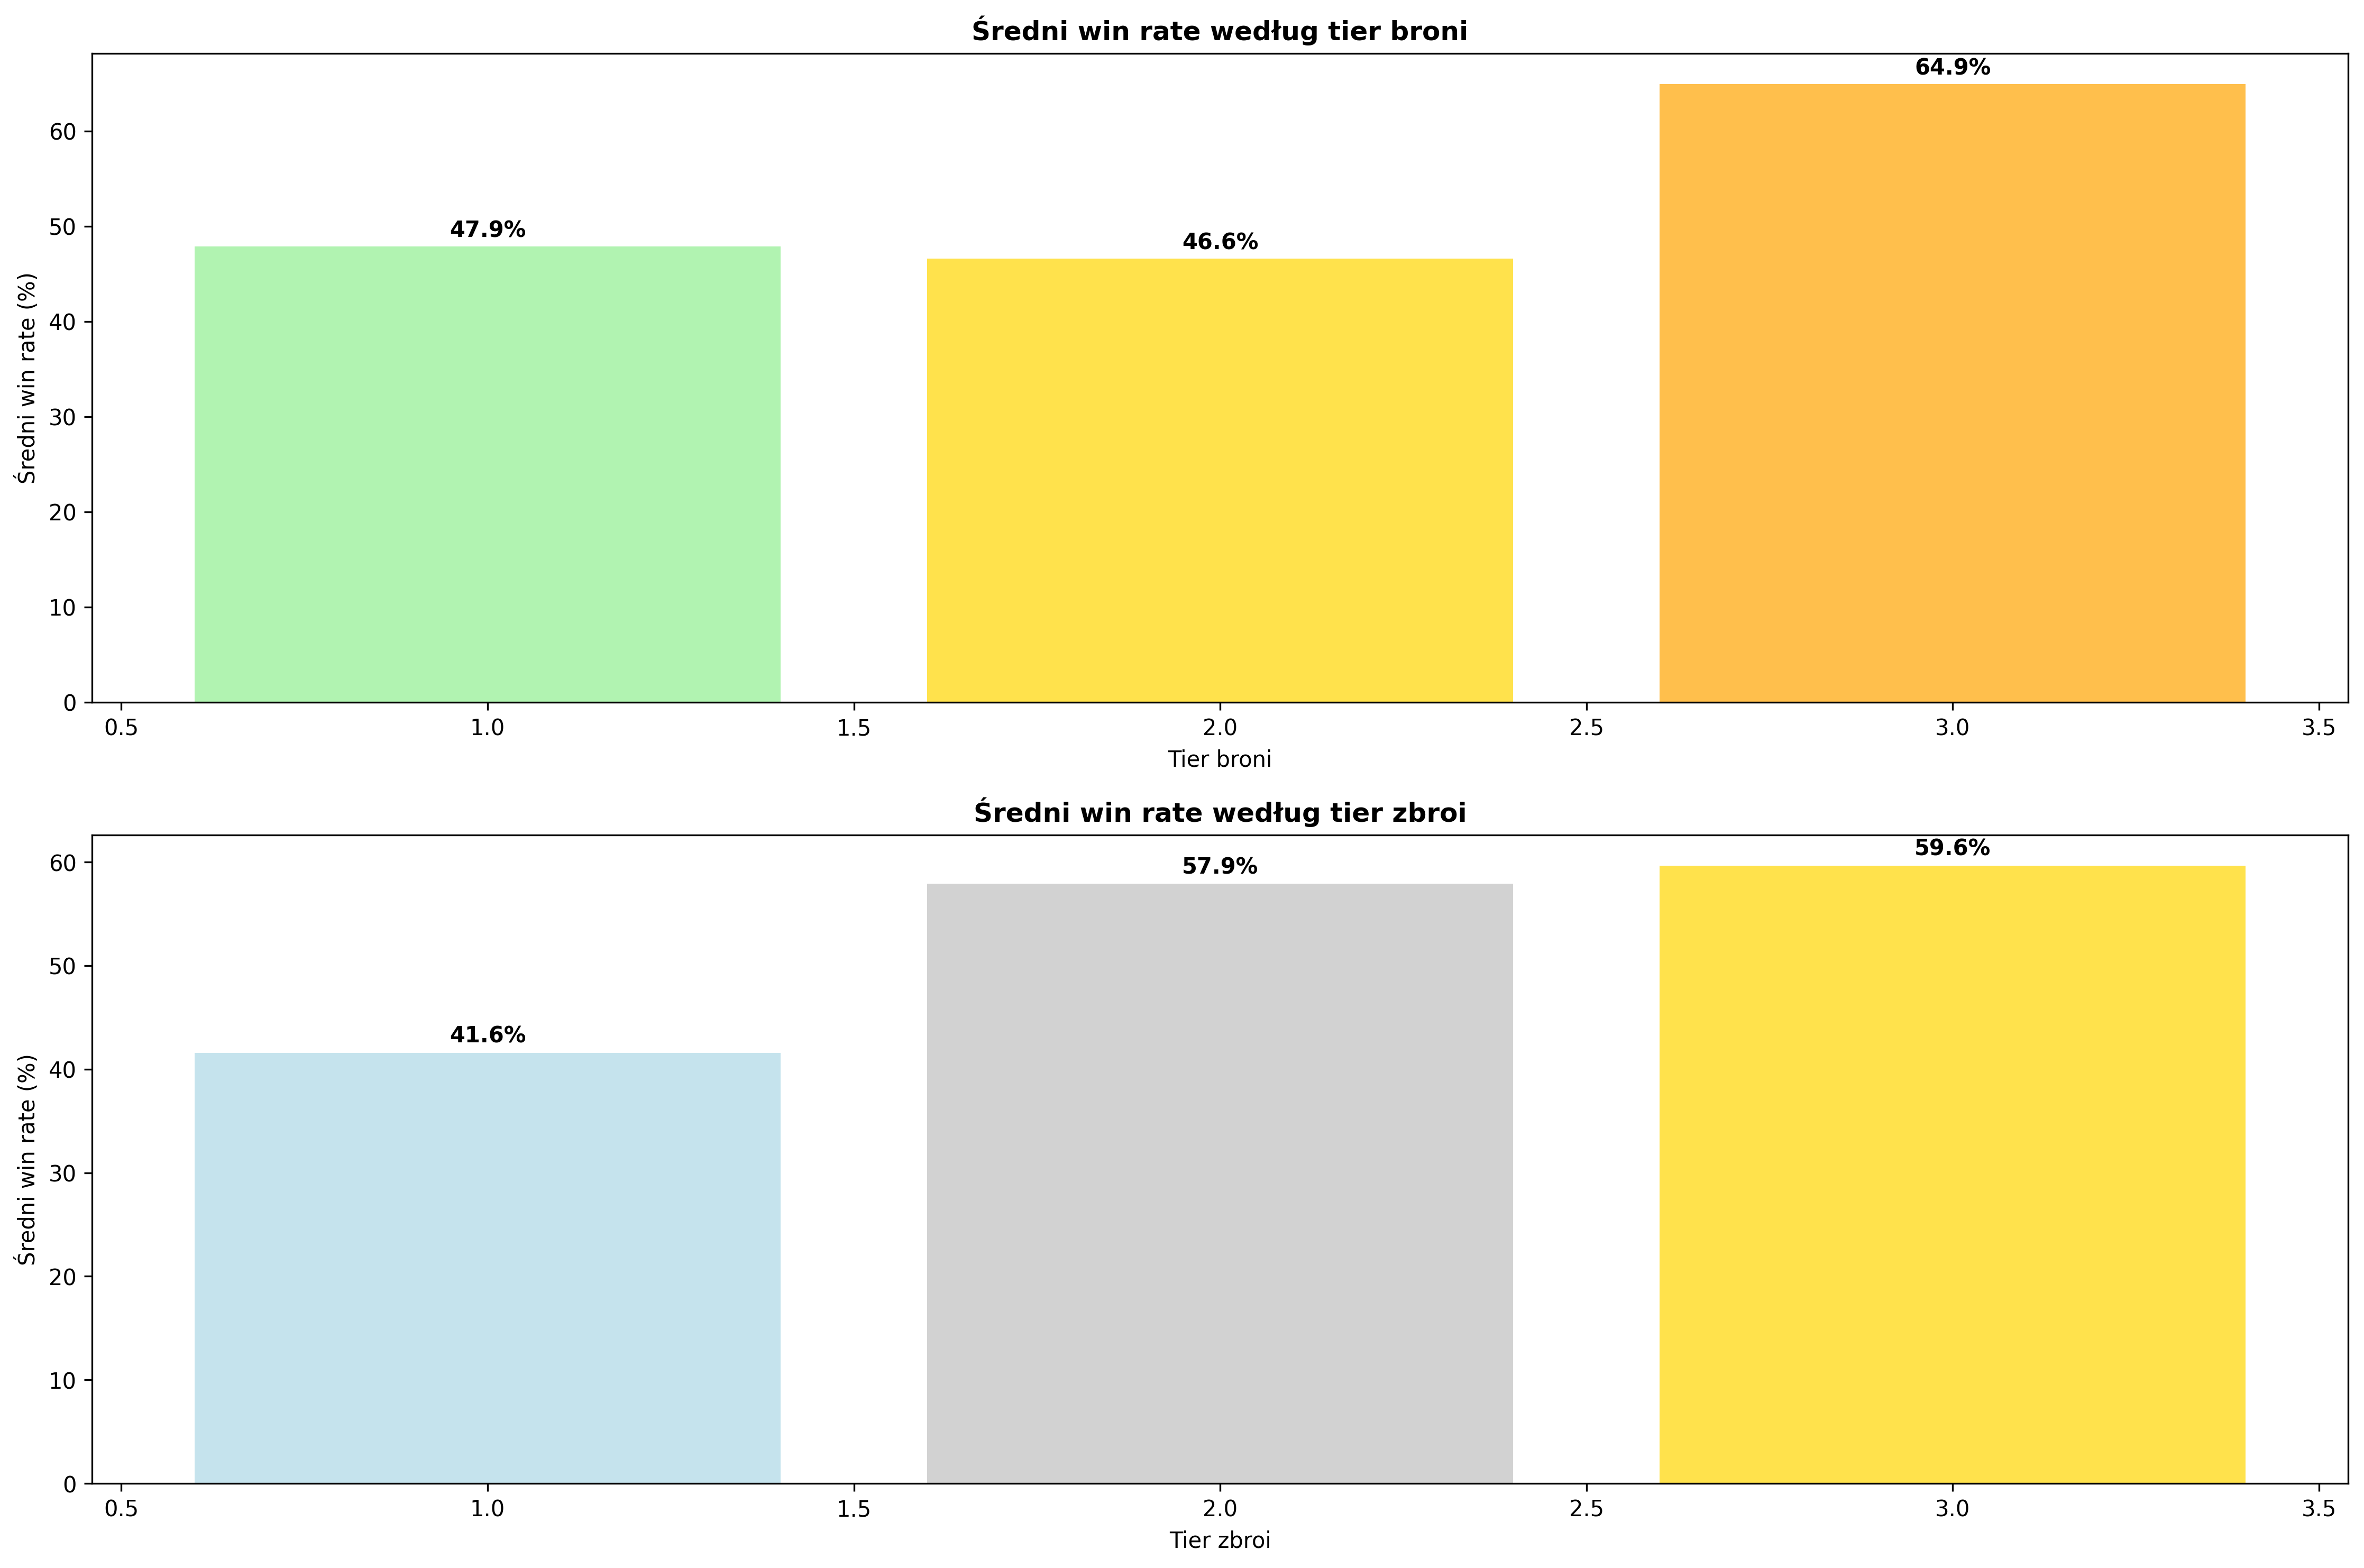 Średni win rate według tier broni
64.9%
47.9%
46.6%
60
50
40
30
20
10
0
Średni win rate (%)
0.5 1.0 1.5 2.0 2.5 3.0 3.5
Tier broni
Średni win rate według tier zbroi
59.6%
57.9%
41.6%
60
50
40
30
20
10
0
Średni win rate (%)
0.5 1.0 1.5 2.0 2.5 3.0 3.5
Tier zbroi